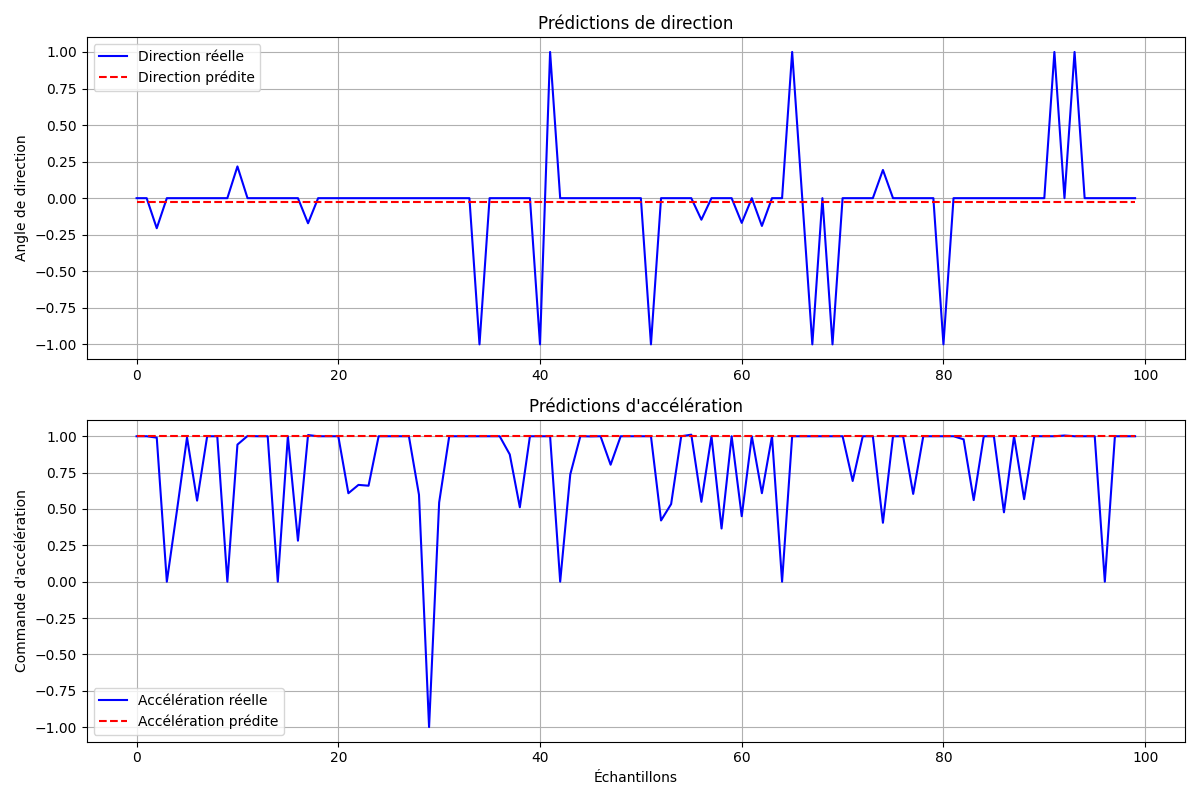 Prédictions de direction
Direction réelle
Direction prédite
Angle de direction
1.00
0.75
0.50
0.25
0.00
−0.25
−0.50
−0.75
−1.00
0 20 40 60 80 100
Prédictions d'accélération
Commande d'accélération
1.00
0.75
0.50
0.25
0.00
−0.25
−0.50
−0.75
−1.00
Accélération réelle
Accélération prédite
0 20 40 60 80 100
Échantillons